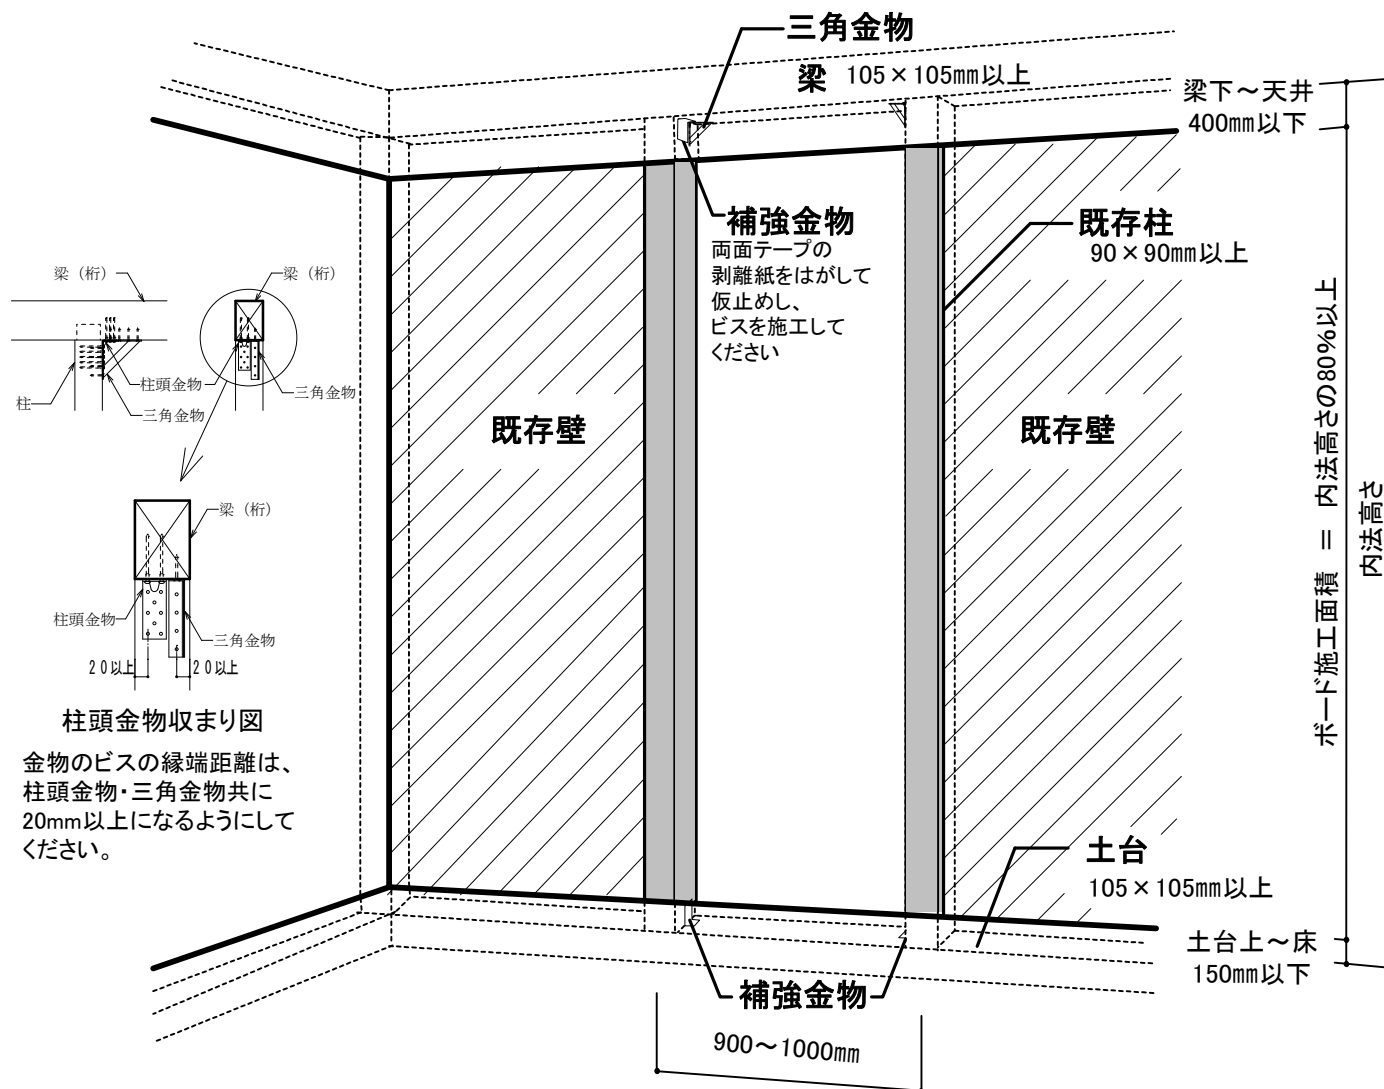 三角金物
梁 105×105mm以上
梁下～天井
400mm以下
補強金物
両面テープの
剥離紙をはがして
仮止めし、
ビスを施工して
ください
既存柱
90×90mm以上
梁（桁）
梁（桁）
柱頭金物
三角金物
柱
三角金物
既存壁
既存壁
梁（桁）
柱頭金物
三角金物
20以上
20以上
柱頭金物収まり図
金物のビスの縁端距離は、
柱頭金物・三角金物共に
20mm以上になるようにして
ください。
ボード施工面積 ＝ 内法高さの80%以上
内法高さ
土台
105×105mm以上
土台上～床
150mm以下
補強金物
900～1000mm